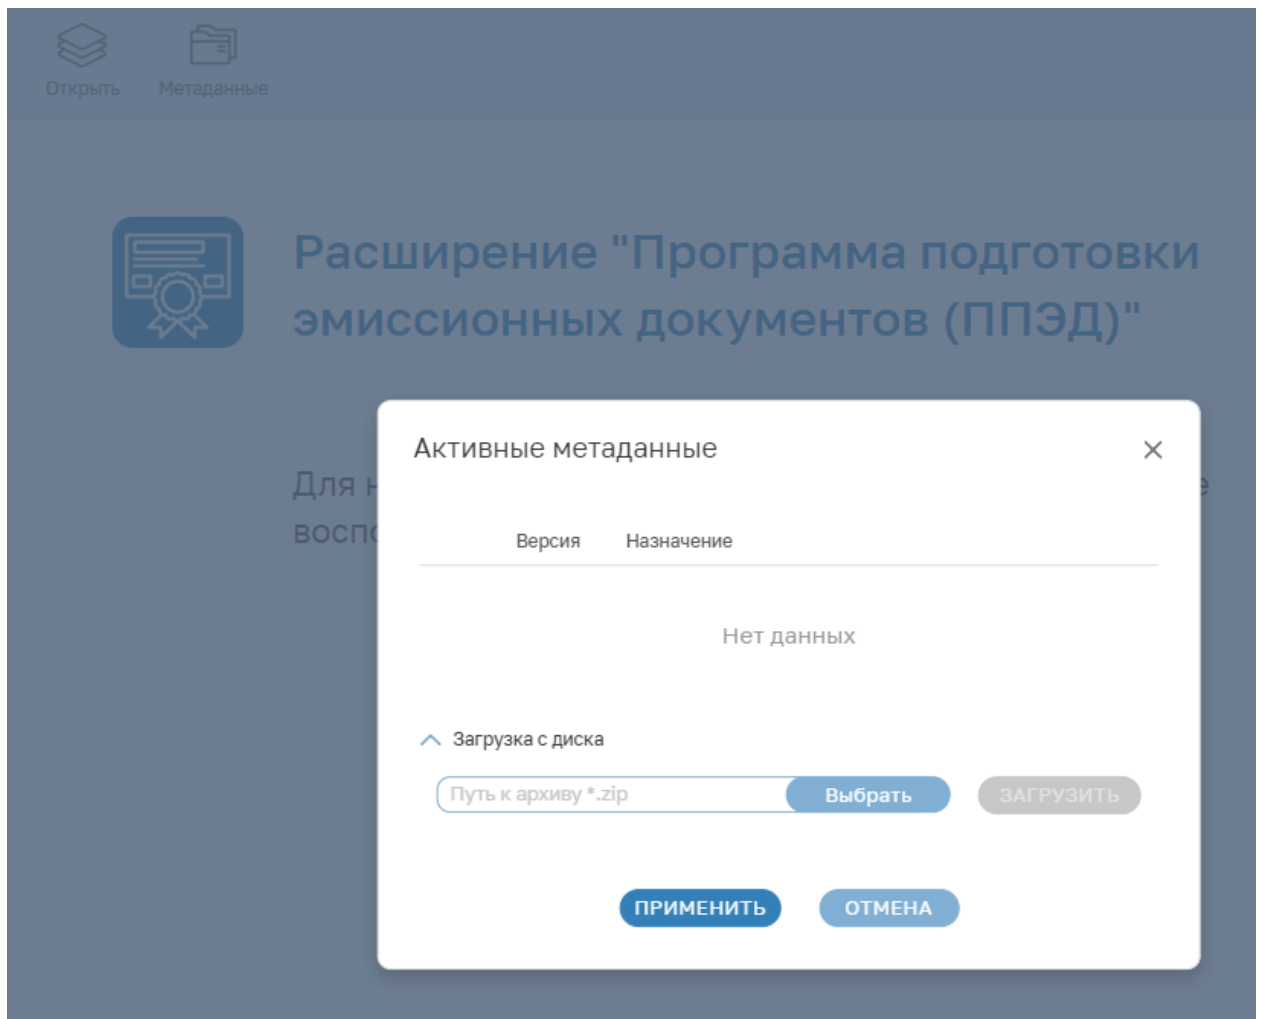 Открыть Метаданные
Расширение "Программа подготовки
эмиссионных документов (ППЭД)"
Для
Активные метаданные
Версия Назначение
Нет данных
Загрузка с диска
Путь к архиву *.zip Выбрать ЗАГРУЗИТЬ
ПРИМЕНИТЬ ОТМЕНА